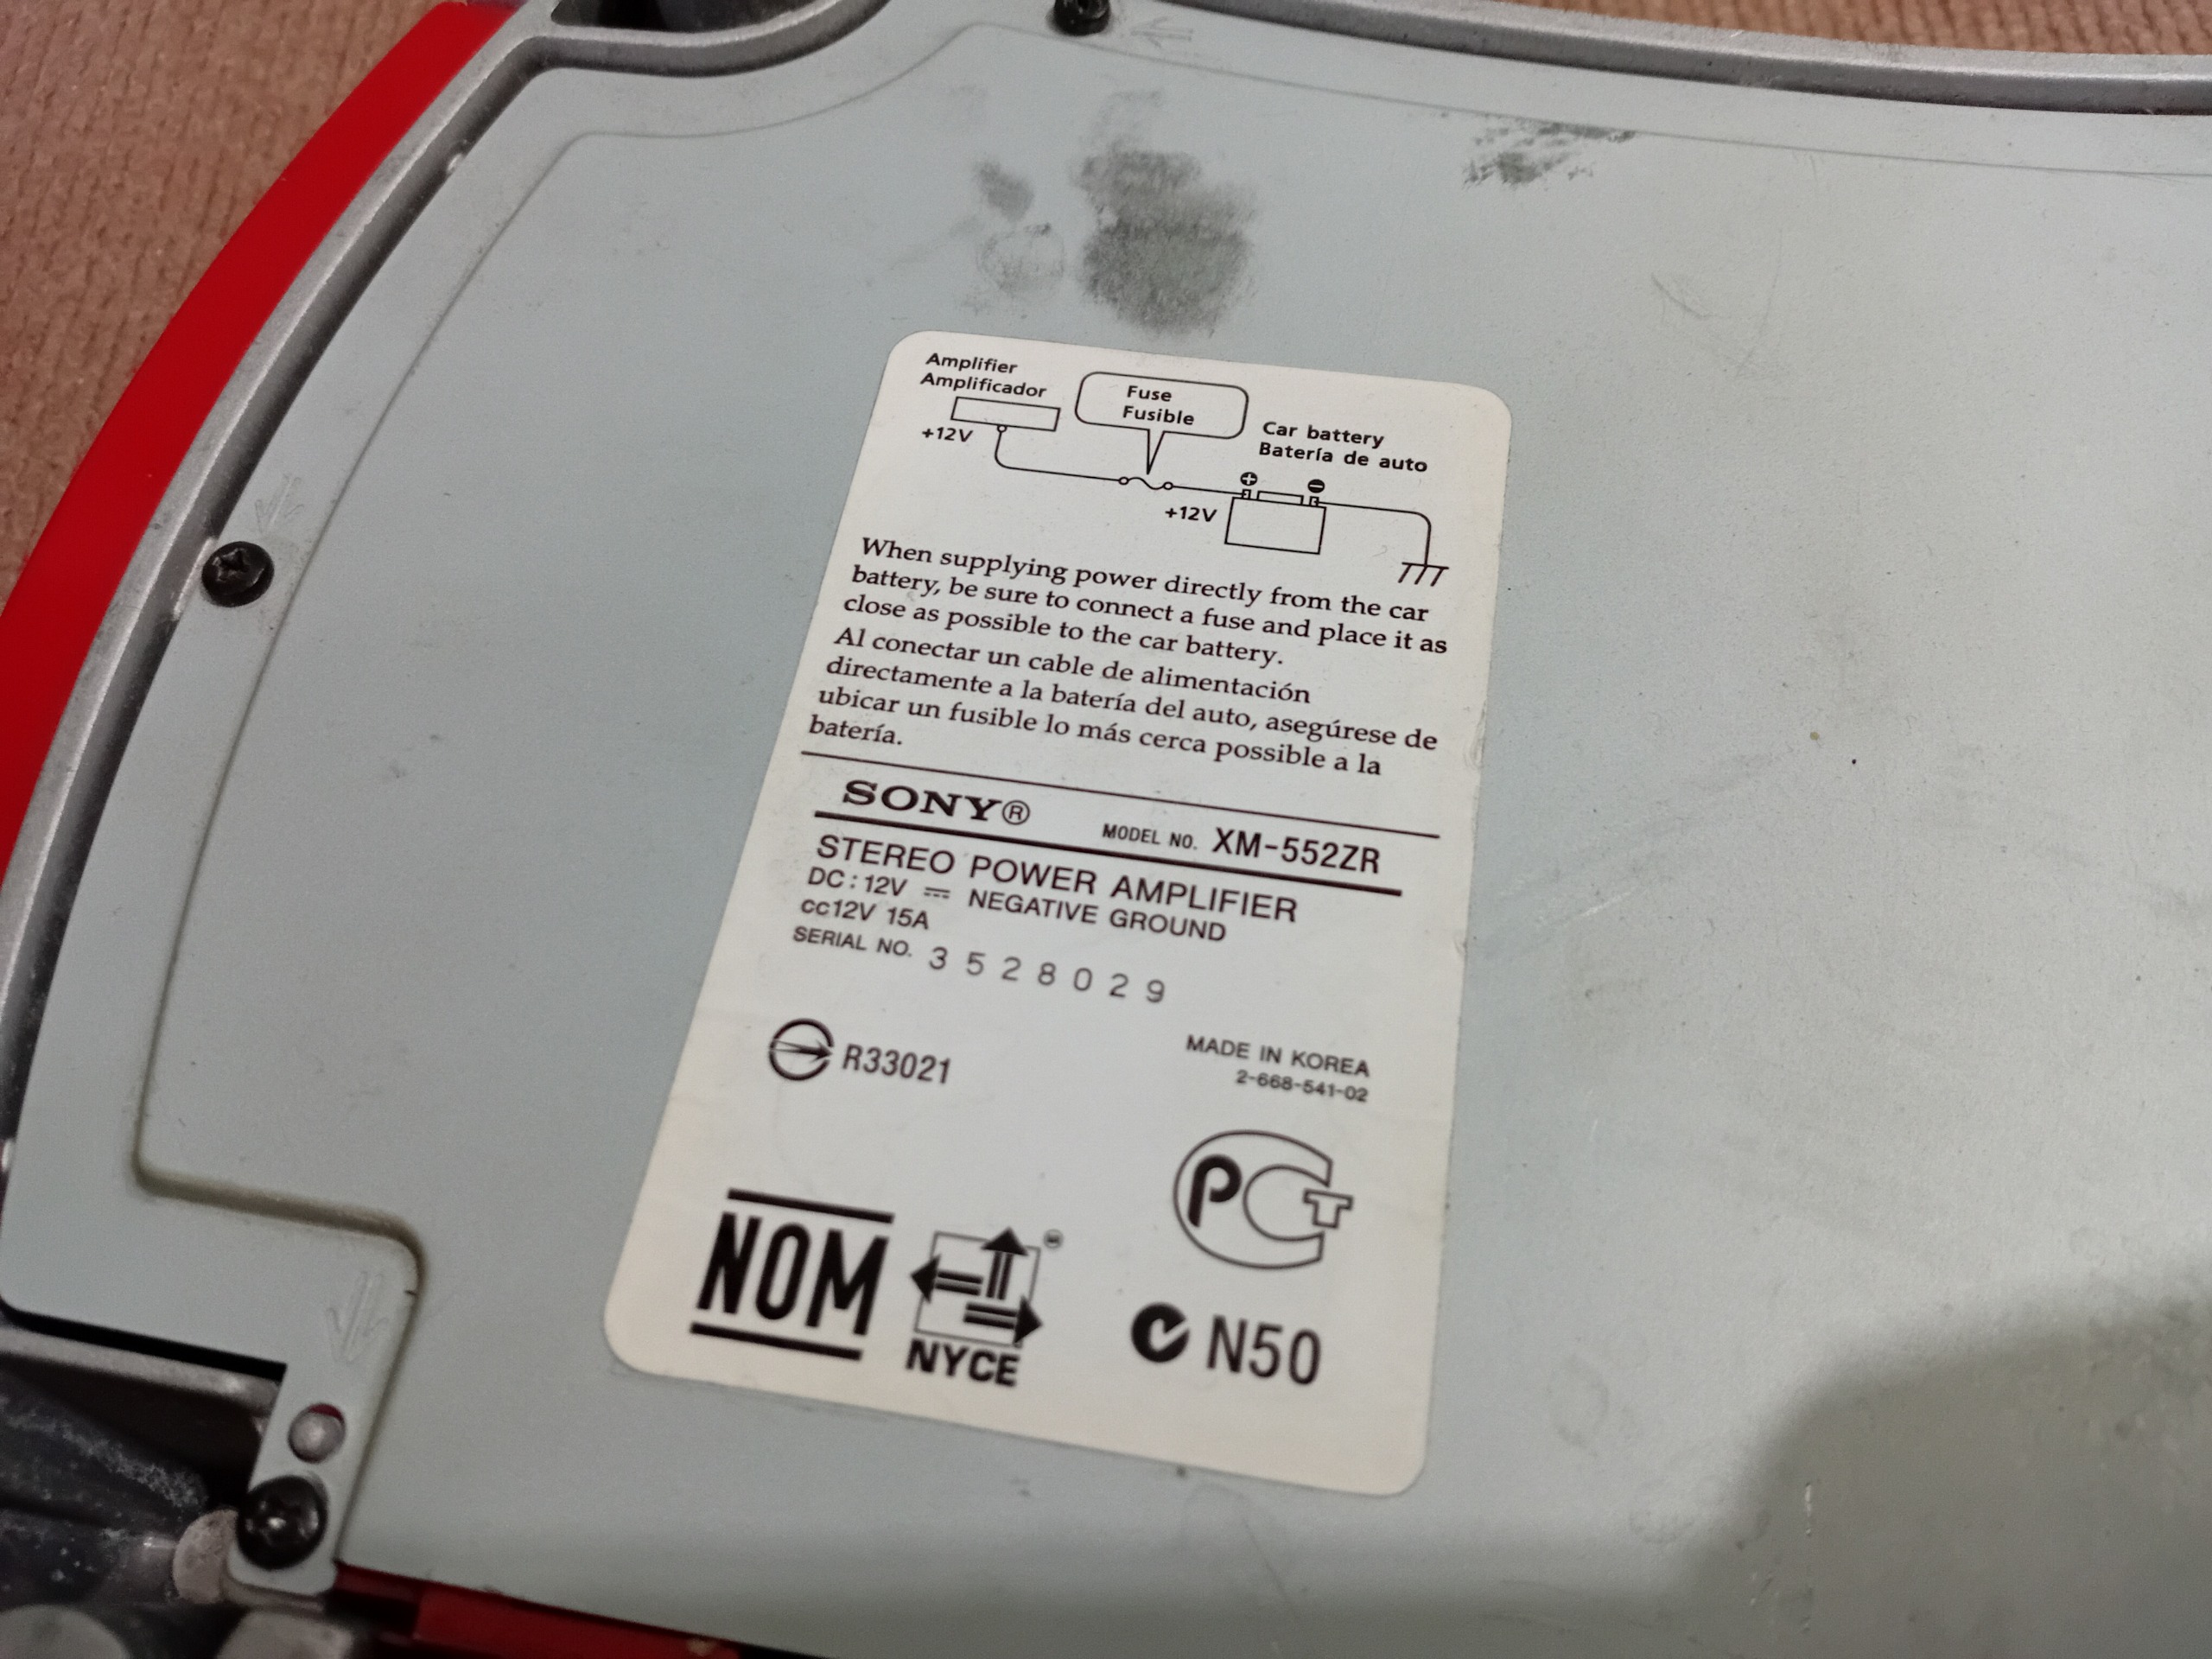 Amplifier
Amplificador
Fuse
Fusible
Car battery
Batería de auto
+12V
+12V
When supplying power directly from the car
battery, be sure to connect a fuse and place it as
close as possible to the car battery.
Al conectar un cable de alimentación
directamente a la batería del auto, asegúrese de
ubicar un fusible lo más cerca possible a la
batería.
SONY® MODEL NO. XM-552ZR
STEREO POWER AMPLIFIER
DC: 12V ⎓ NEGATIVE GROUND
cc12V 15A
SERIAL NO. 3528029
R33021
MADE IN KOREA
2-668-541-02
PCT
NOM
NYCE
N50